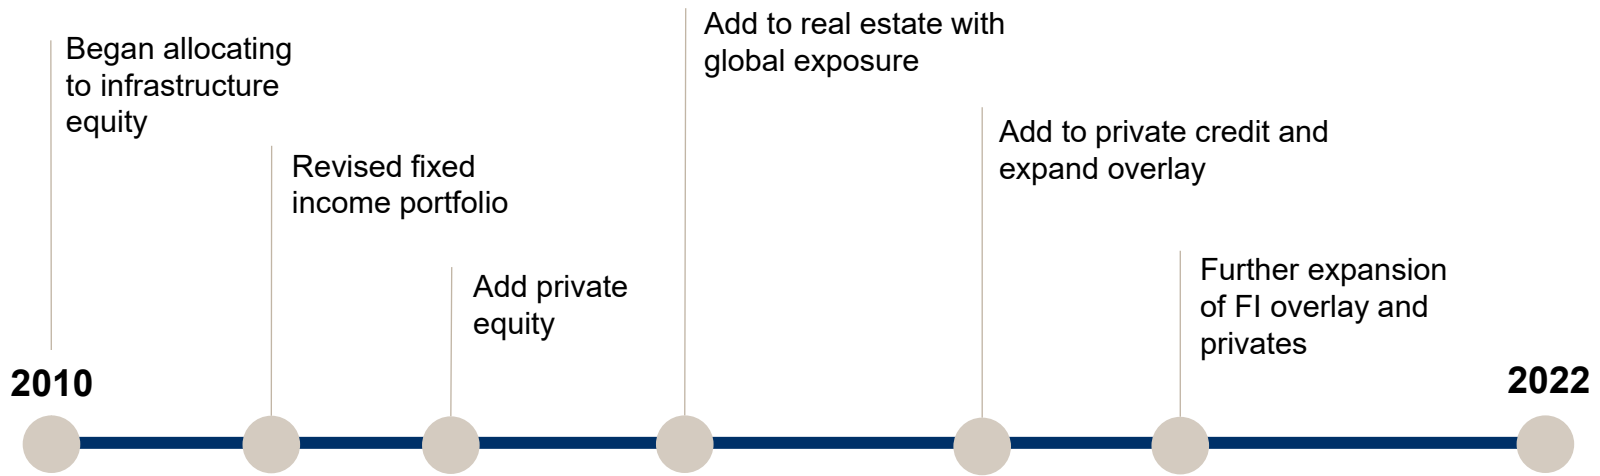 Began allocating
to infrastructure
equity
Revised fixed
income portfolio
Add private
equity
Add to real estate with
global exposure
Add to private credit and
expand overlay
Further expansion
of FI overlay and
privates
2010
2022